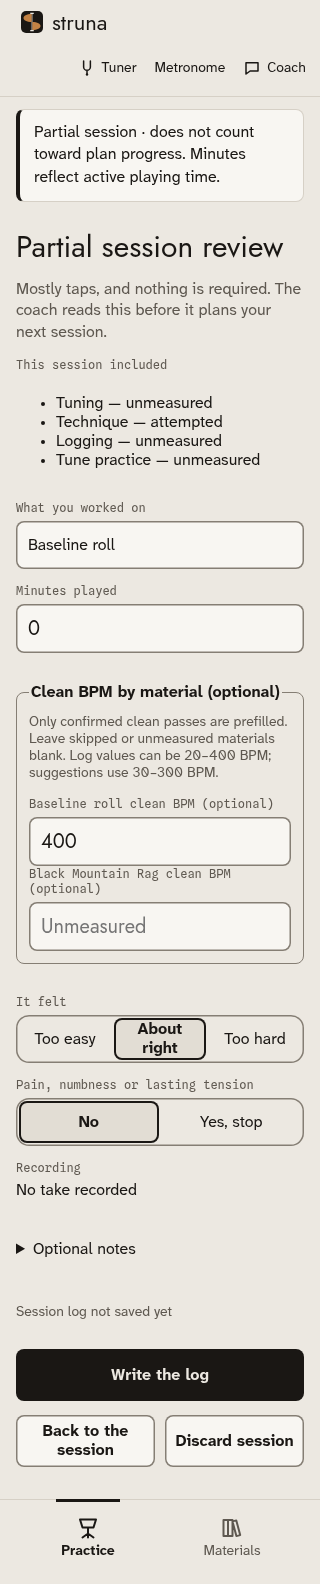 struna
Tuner
Metronome
Coach
Partial session · does not count
toward plan progress. Minutes
reflect active playing time.
Partial session review
Mostly taps, and nothing is required. The
coach reads this before it plans your
next session.
This session included
• Tuning — unmeasured
• Technique — attempted
• Logging — unmeasured
• Tune practice — unmeasured
What you worked on
Baseline roll
Minutes played
0
Clean BPM by material (optional)
Only confirmed clean passes are prefilled.
Leave skipped or unmeasured materials
blank. Log values can be 20–400 BPM;
suggestions use 30–300 BPM.
Baseline roll clean BPM (optional)
400
Black Mountain Rag clean BPM
(optional)
Unmeasured
It felt
Too easy
About
right
Too hard
Pain, numbness or lasting tension
No
Yes, stop
Recording
No take recorded
Optional notes
Session log not saved yet
Write the log
Back to the
session
Discard session
Practice
Materials